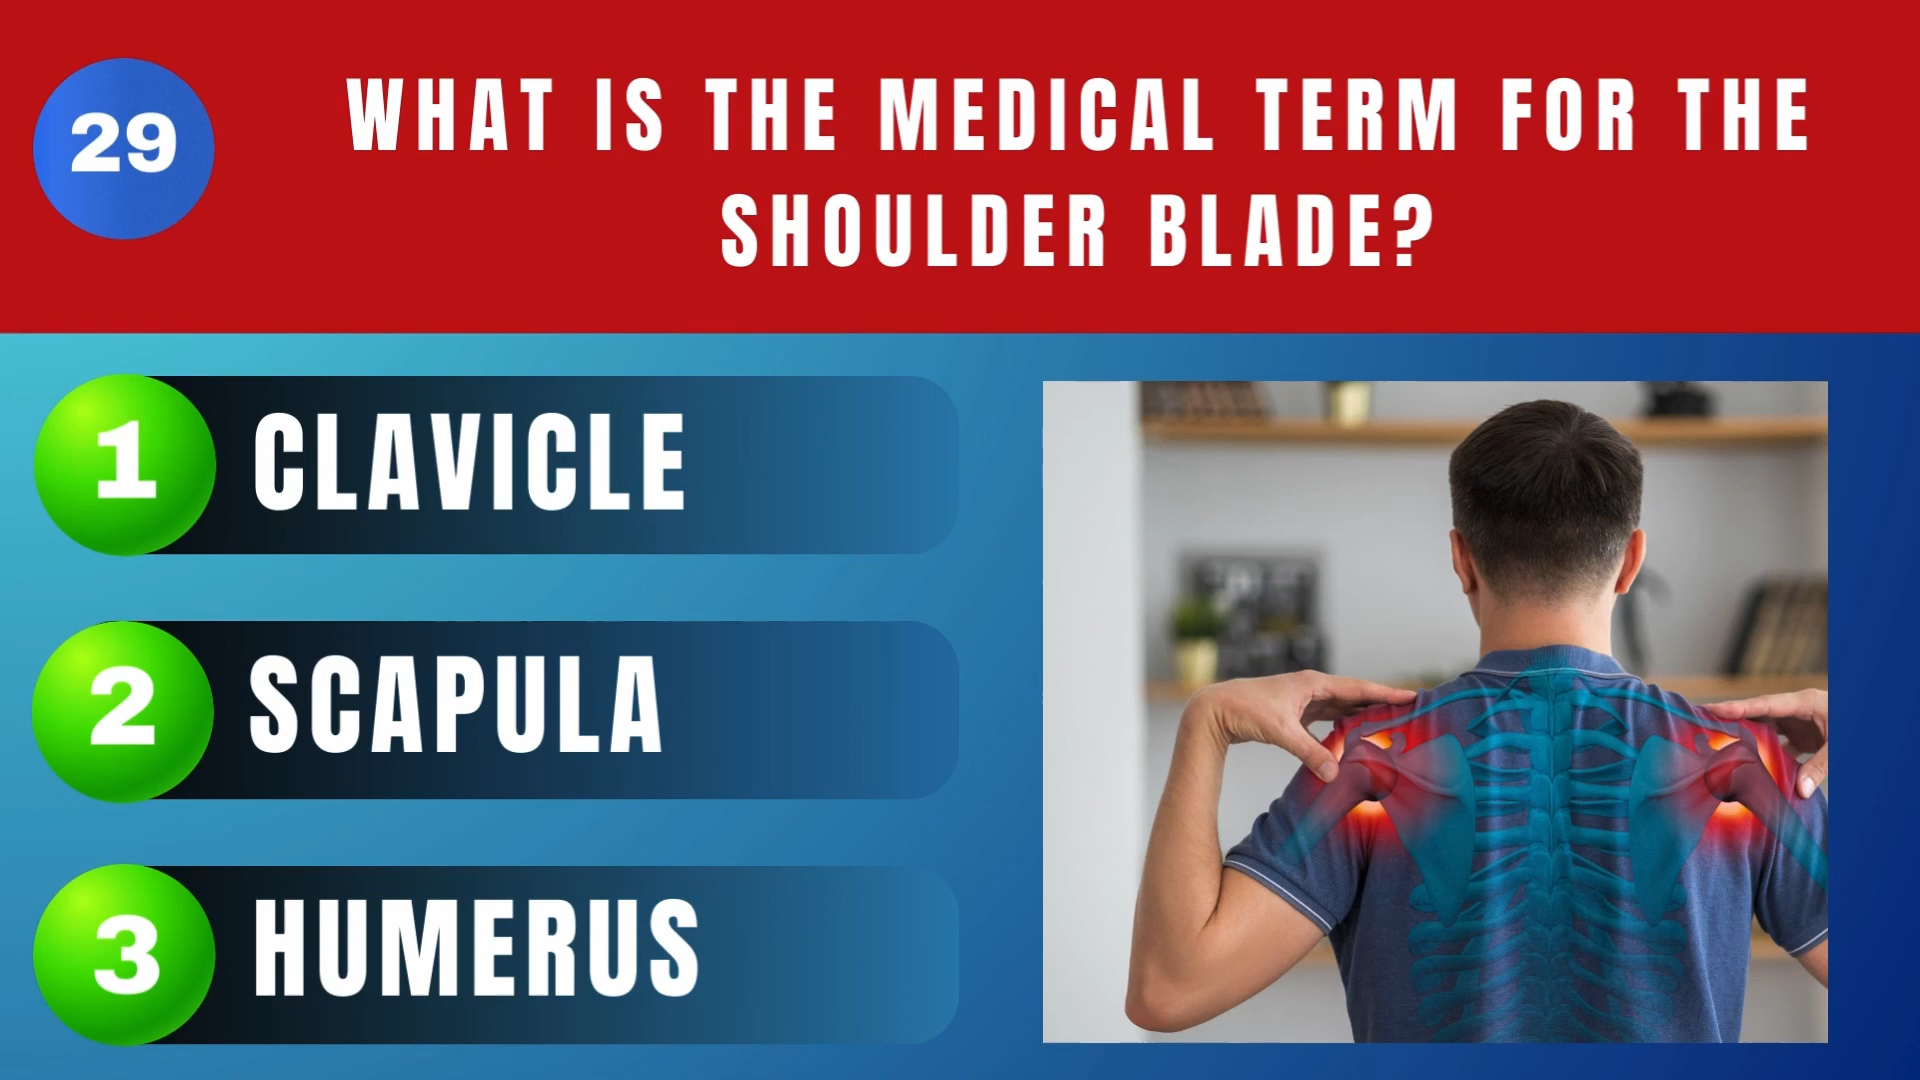 29
WHAT IS THE MEDICAL TERM FOR THE
SHOULDER BLADE?
1
CLAVICLE
2
SCAPULA
3
HUMERUS